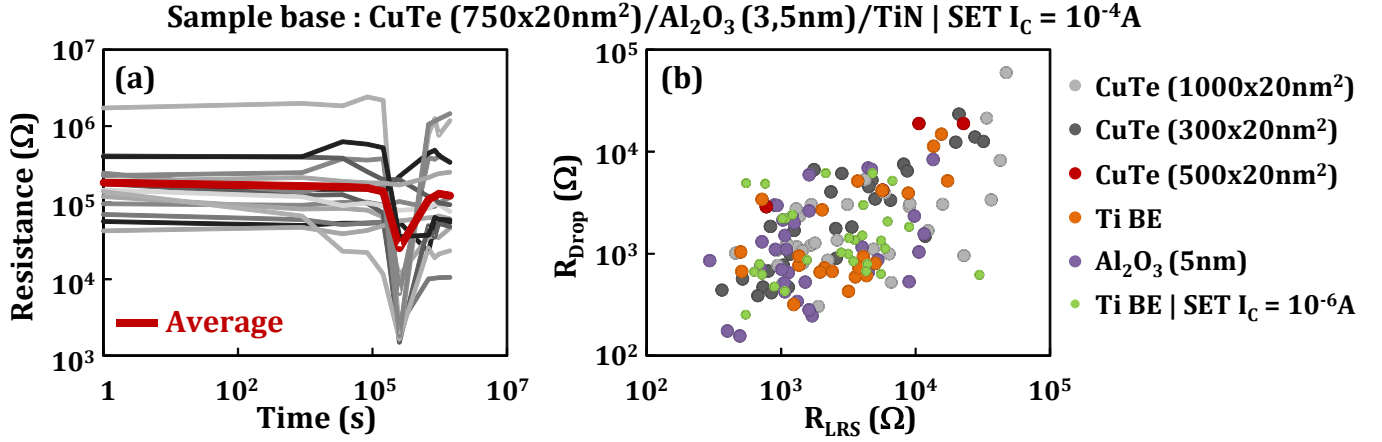 Sample base : CuTe (750x20nm²)/Al₂O₃ (3,5nm)/TiN | SET I_C = 10⁻⁴A
(a)
Resistance (Ω)
10⁷
10⁶
10⁵
10⁴
10³
Average
1
10²
10⁵
10⁷
Time (s)
(b)
R_Drop (Ω)
10⁵
10⁴
10³
10²
10²
10³
10⁴
10⁵
R_LRS (Ω)
CuTe (1000x20nm²)
CuTe (300x20nm²)
CuTe (500x20nm²)
Ti BE
Al₂O₃ (5nm)
Ti BE | SET I_C = 10⁻⁶A